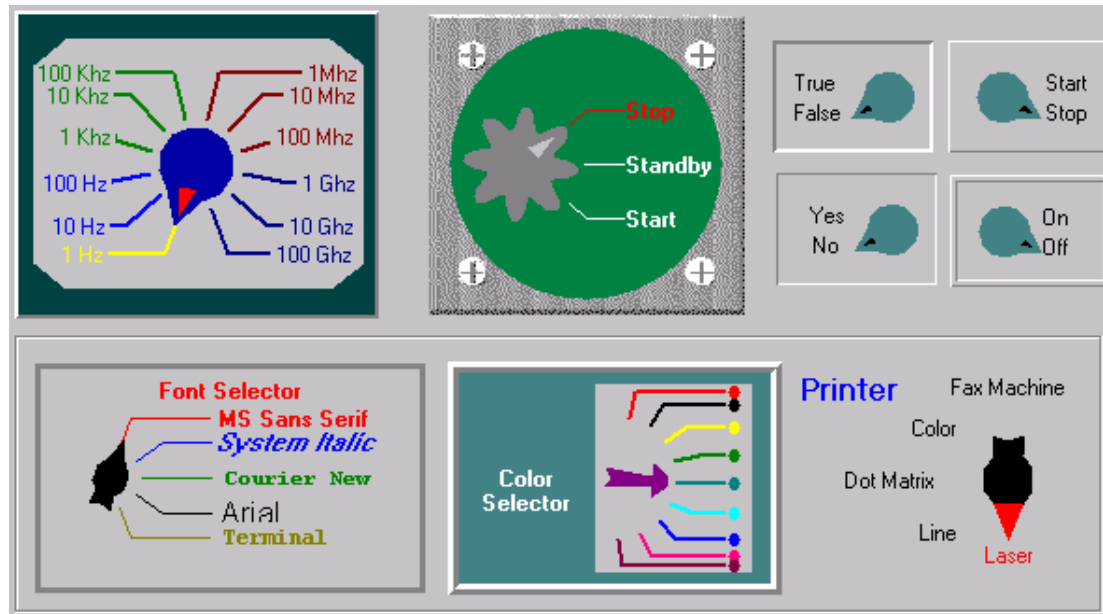 100 Khz
10 Khz
1 Khz
100 Hz
10 Hz
1 Hz
1Mhz
10 Mhz
100 Mhz
1 Ghz
10 Ghz
100 Ghz
Stop
Standby
Start
True
False
Start
Stop
Yes
No
On
Off
Font Selector
MS Sans Serif
System Italic
Courier New
Arial
Terminal
Color
Selector
Printer
Fax Machine
Color
Dot Matrix
Line
Laser